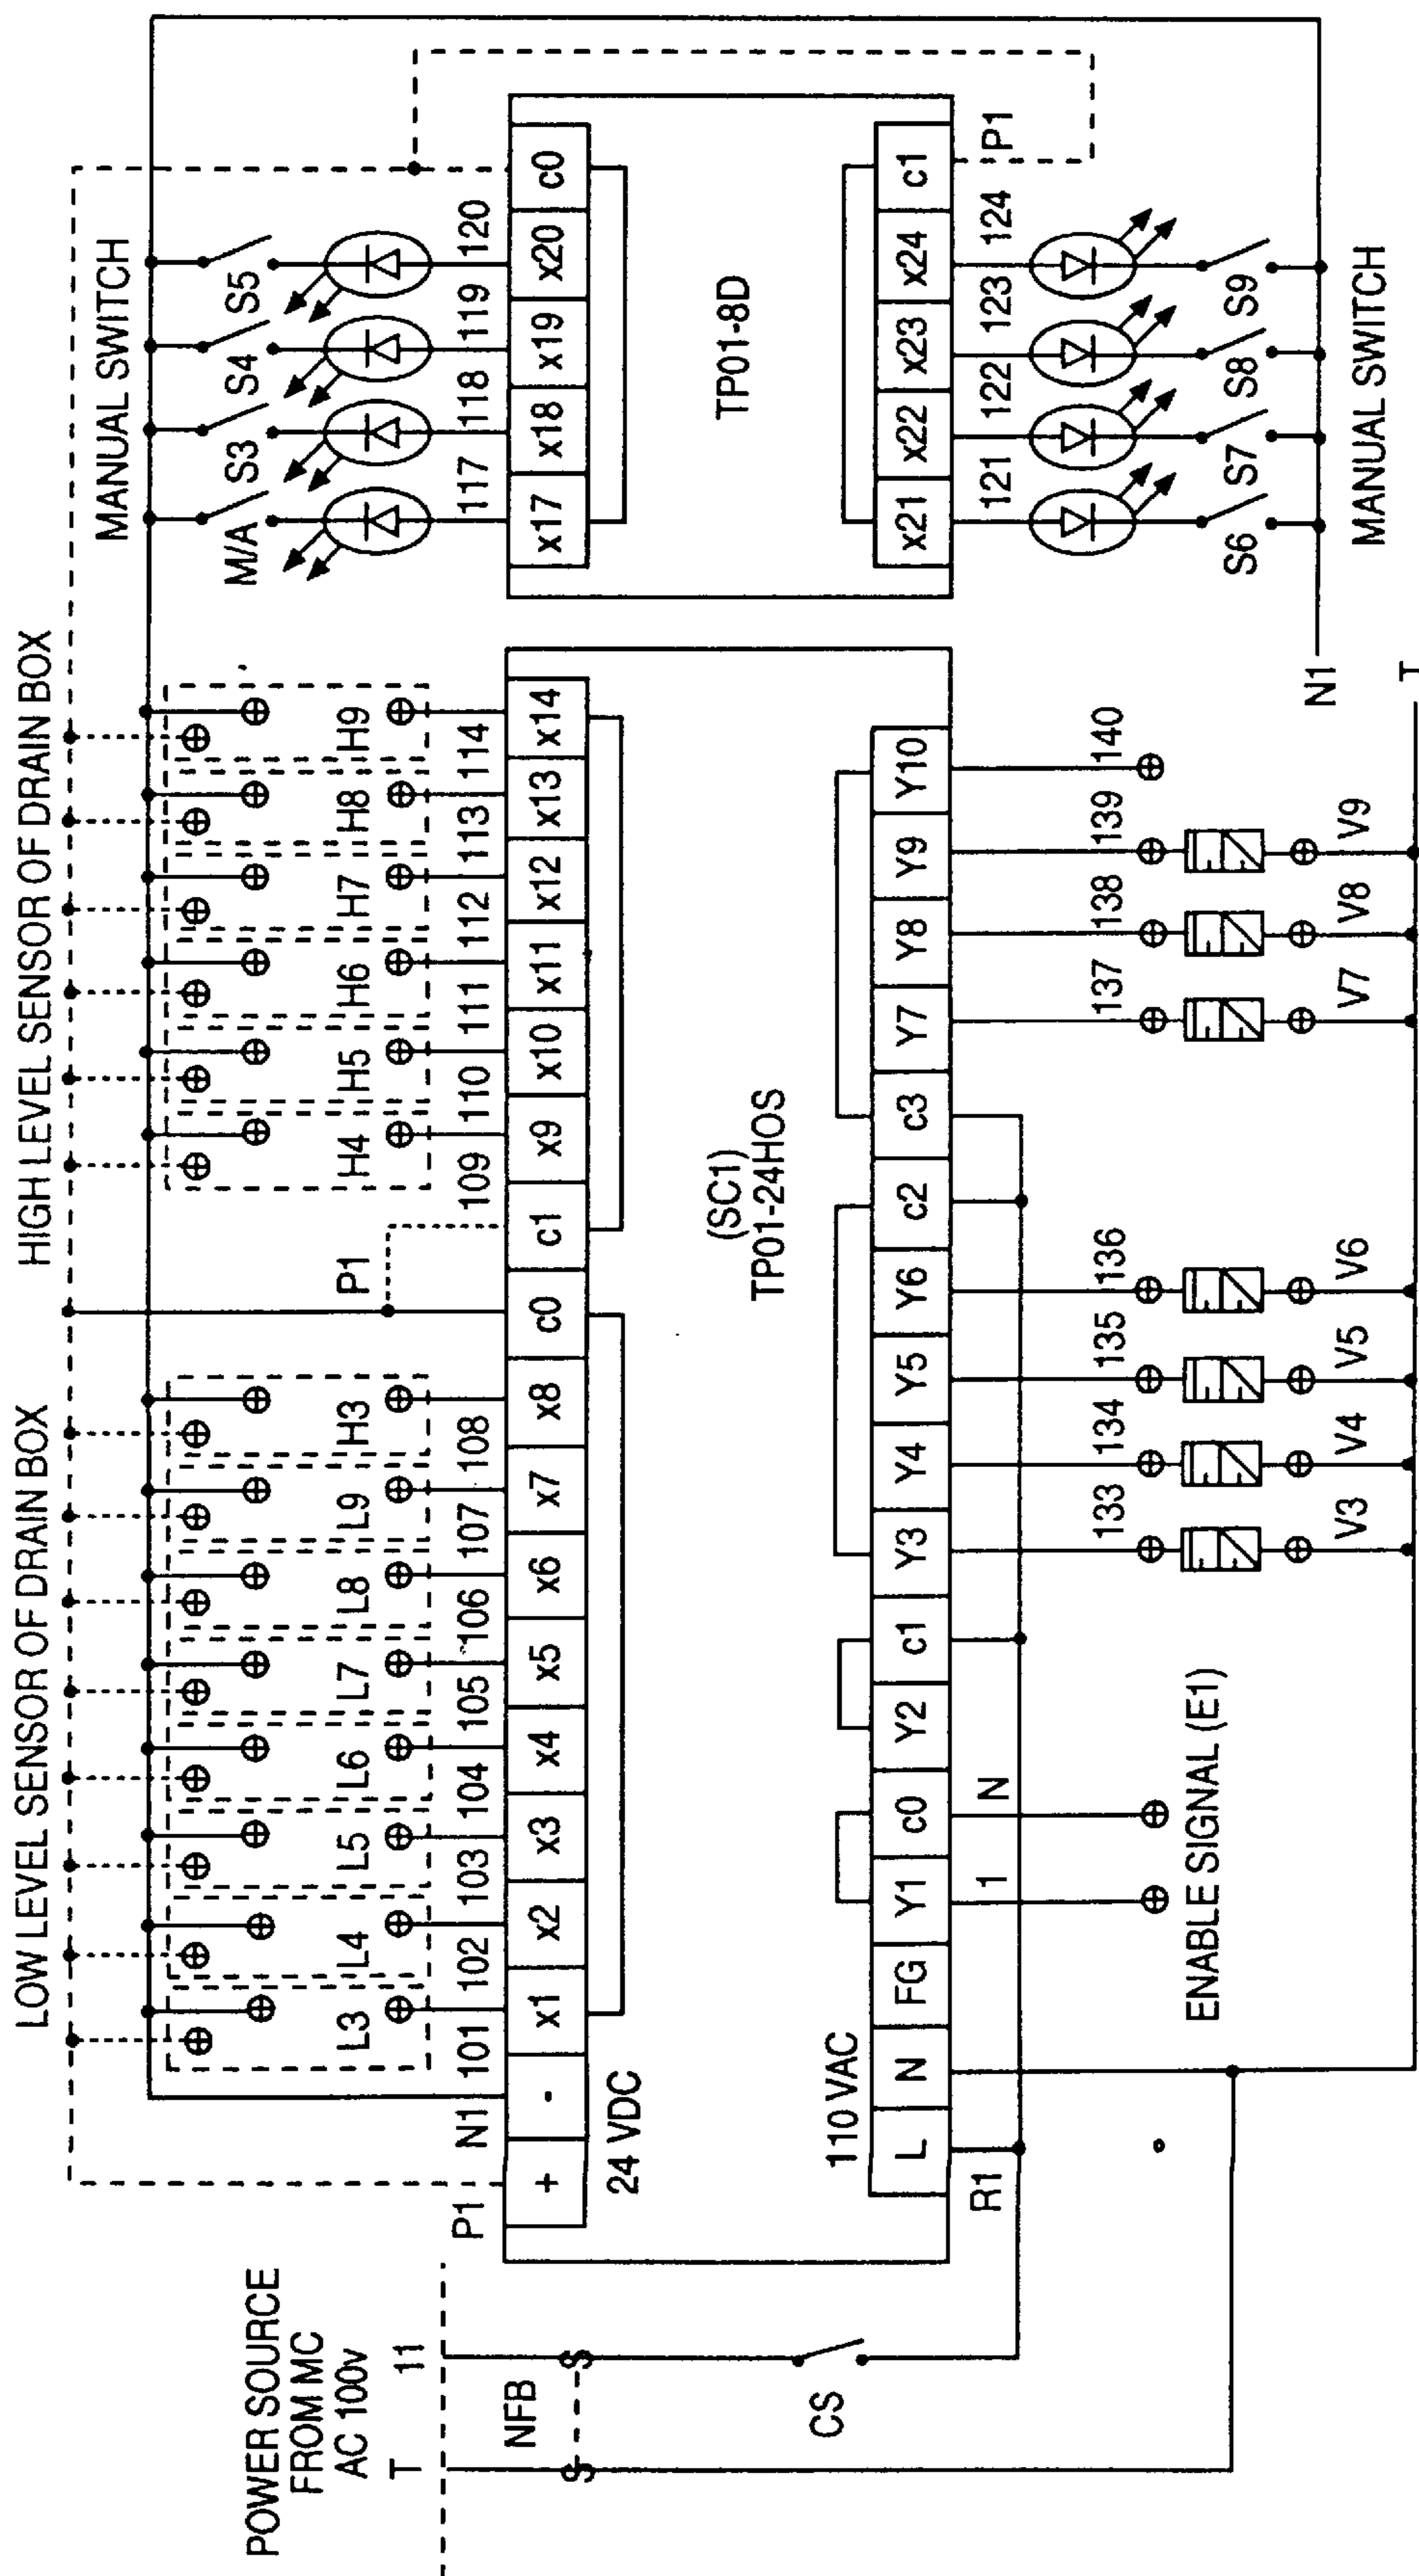 POWER SOURCE
FROM MC
AC 100v
T 11
NFB
CS
LOW LEVEL SENSOR OF DRAIN BOX
HIGH LEVEL SENSOR OF DRAIN BOX
MANUAL SWITCH
L3 L4 L5 L6 L7 L8 L9 H3
P1
H4 H5 H6 H7 H8 H9
M/A S3 S4 S5
P1 N1 101 102 103 104 105 106 107 108 109 110 111 112 113 114
117 118 119 120
+ - x1 x2 x3 x4 x5 x6 x7 x8 c0 c1 x9 x10 x11 x12 x13 x14
x17 x18 x19 x20 c0
24 VDC
(SC1)
TP01-24HOS
TP01-8D
110 VAC
L N FG Y1 c0 Y2 c1 Y3 Y4 Y5 Y6 c2 c3 Y7 Y8 Y9 Y10
x21 x22 x23 x24 c1
R1 1 N
121 122 123 124 P1
133 134 135 136 137 138 139 140
ENABLE SIGNAL (E1)
S6 S7 S8 S9
V3 V4 V5 V6 V7 V8 V9
N1
MANUAL SWITCH
T